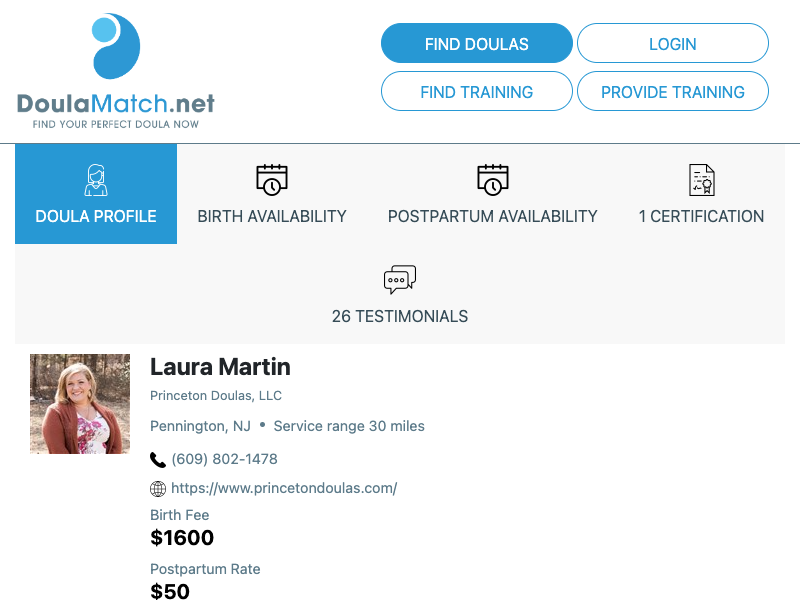 FIND DOULAS
LOGIN
DoulaMatch.net
FIND YOUR PERFECT DOULA NOW
FIND TRAINING
PROVIDE TRAINING
DOULA PROFILE
BIRTH AVAILABILITY
POSTPARTUM AVAILABILITY
1 CERTIFICATION
26 TESTIMONIALS
Laura Martin
Princeton Doulas, LLC
Pennington, NJ • Service range 30 miles
(609) 802-1478
https://www.princetondoulas.com/
Birth Fee
$1600
Postpartum Rate
$50